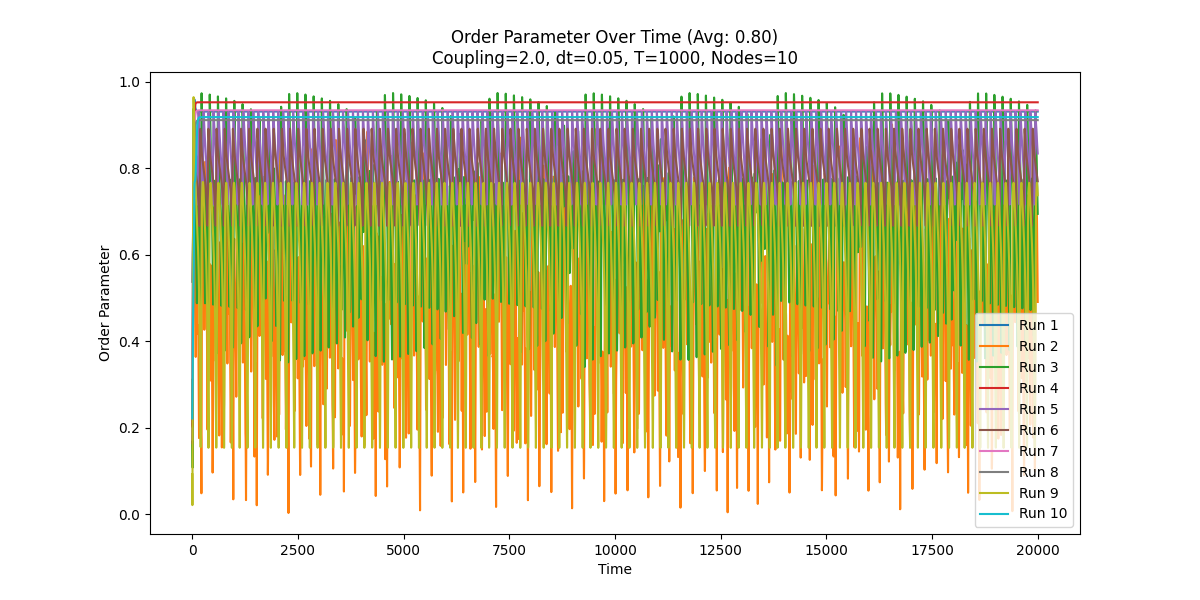 Order Parameter Over Time (Avg: 0.80)
Coupling=2.0, dt=0.05, T=1000, Nodes=10
Order Parameter
1.0
0.8
0.6
0.4
0.2
0.0
Run 1
Run 2
Run 3
Run 4
Run 5
Run 6
Run 7
Run 8
Run 9
Run 10
0 2500 5000 7500 10000 12500 15000 17500 20000
Time